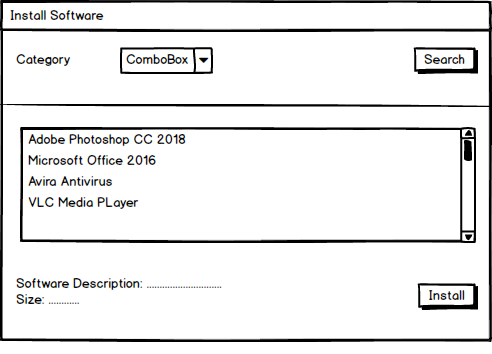 Install Software
Category ComboBox Search
Adobe Photoshop CC 2018
Microsoft Office 2016
Avira Antivirus
VLC Media PLayer
Software Description: .............................
Size: ............
Install